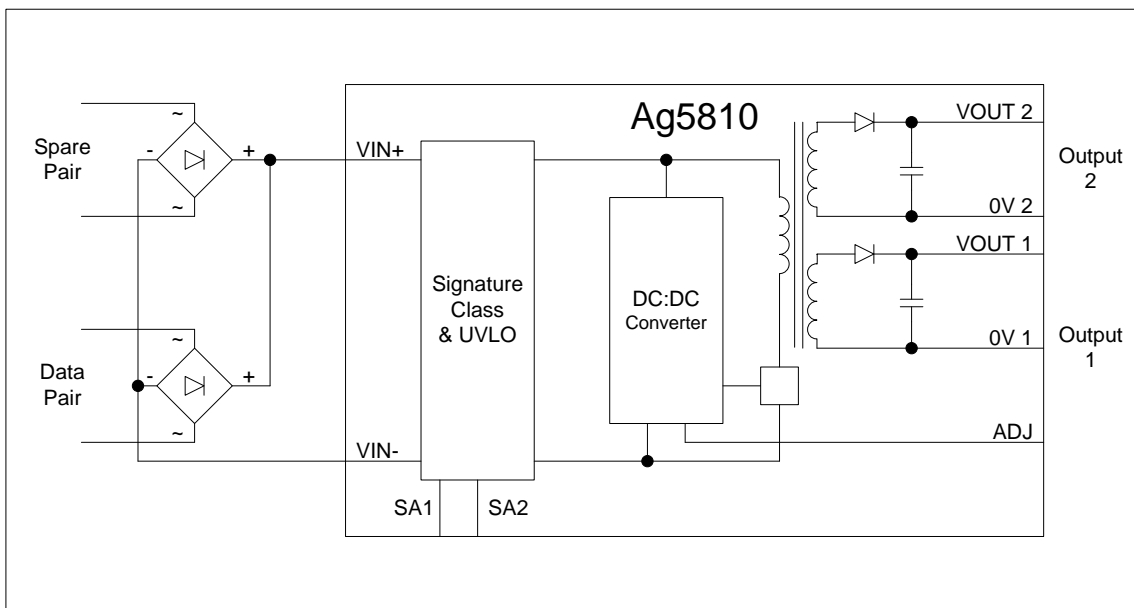 Ag5810
~
VOUT 2
Spare
Pair
-
+
VIN+
Output
2
~
0V 2
VOUT 1
Signature
Class
& UVLO
DC:DC
Converter
~
0V 1
Output
1
Data
Pair
-
+
~
ADJ
VIN-
SA1
SA2